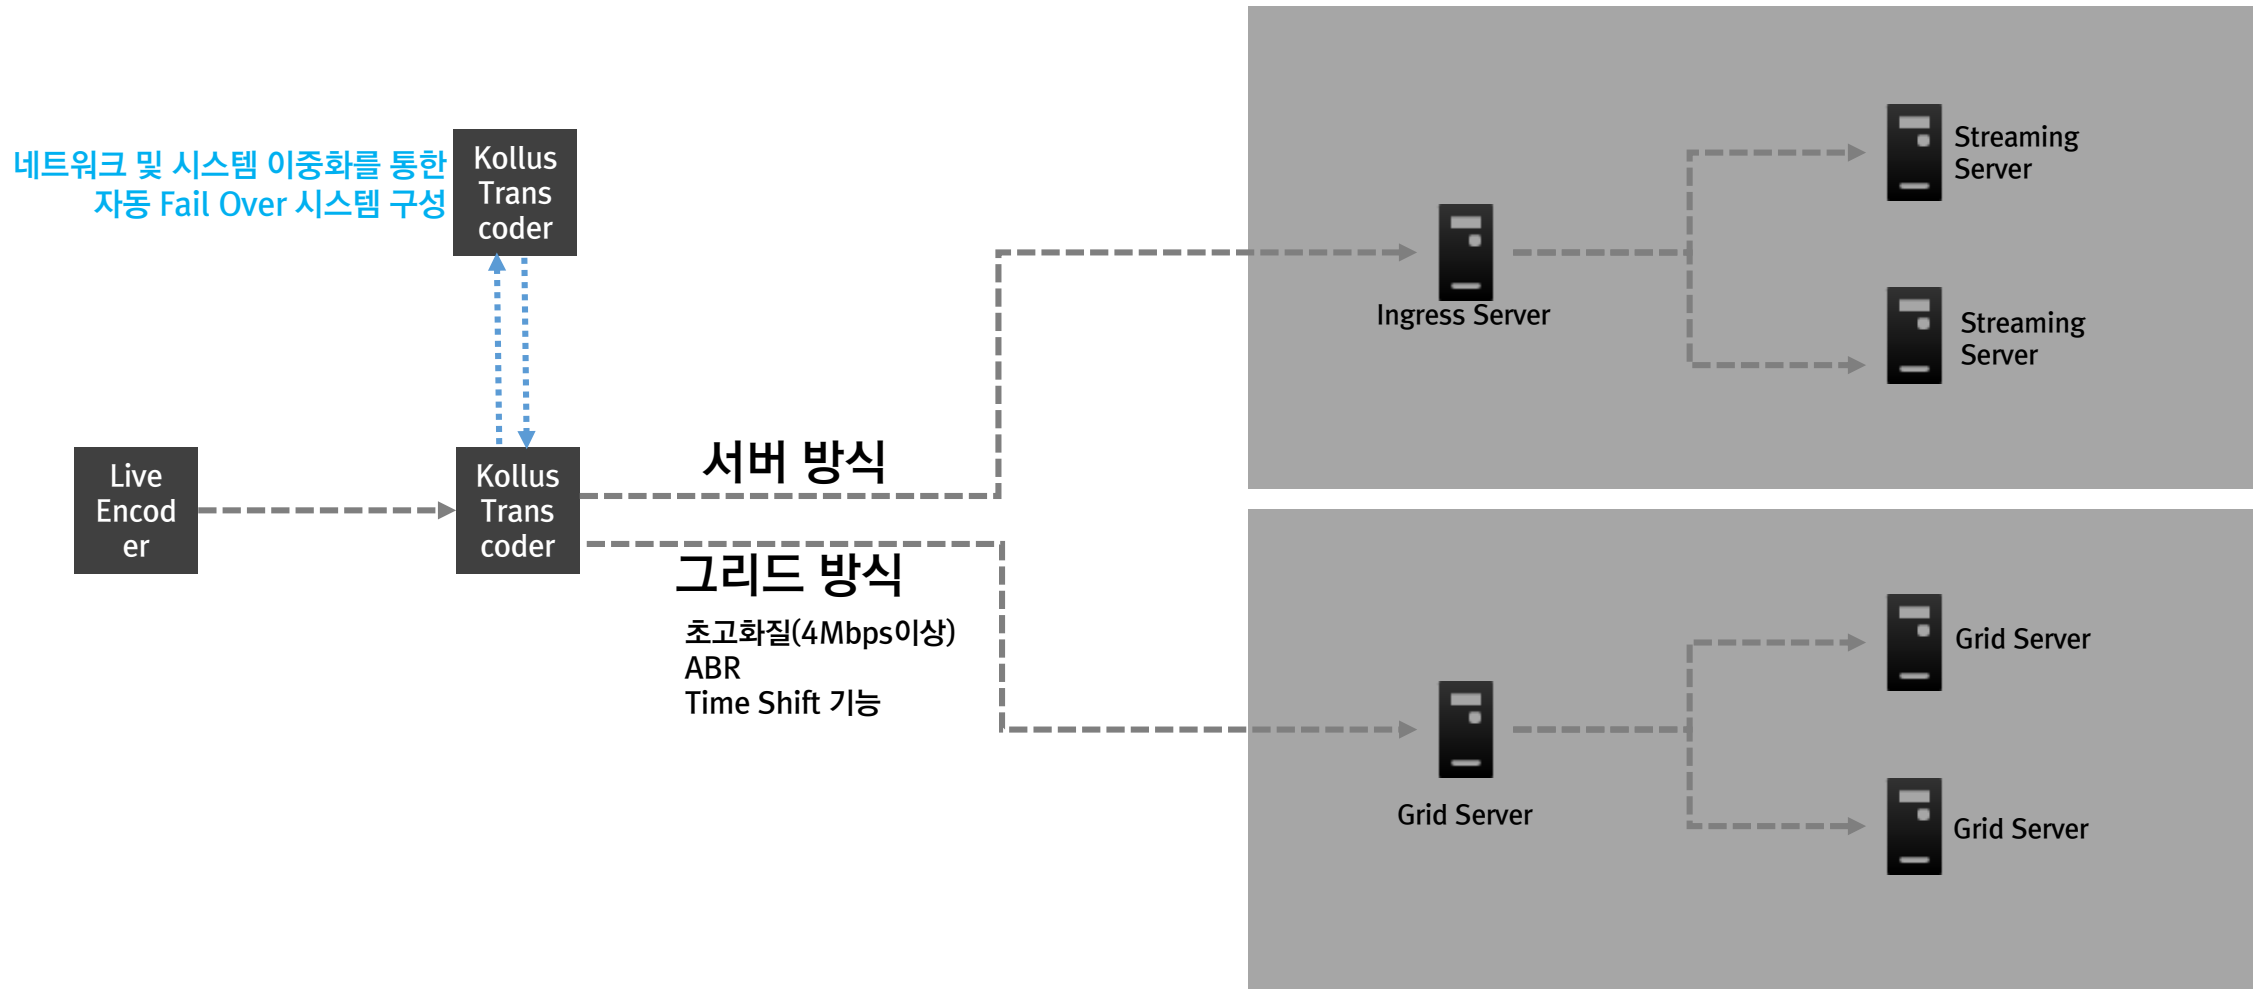 네트워크 및 시스템 이중화를 통한
자동 Fail Over 시스템 구성
Kollus
Trans
coder
Live
Encod
er
Kollus
Trans
coder
서버 방식
그리드 방식
초고화질(4Mbps이상)
ABR
Time Shift 기능
Ingress Server
Streaming
Server
Streaming
Server
Grid Server
Grid Server
Grid Server